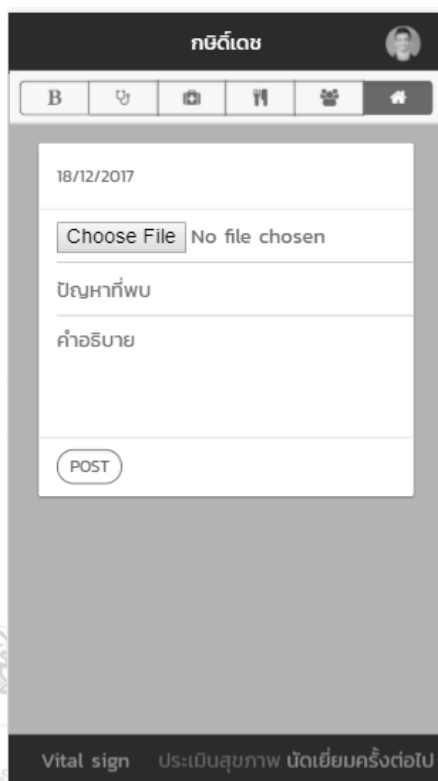 กษิดิ์เดช
B
18/12/2017
Choose File No file chosen
ปัญหาที่พบ
คำอธิบาย
POST
Vital sign ประเมินสุขภาพ นัดเยี่ยมครั้งต่อไป